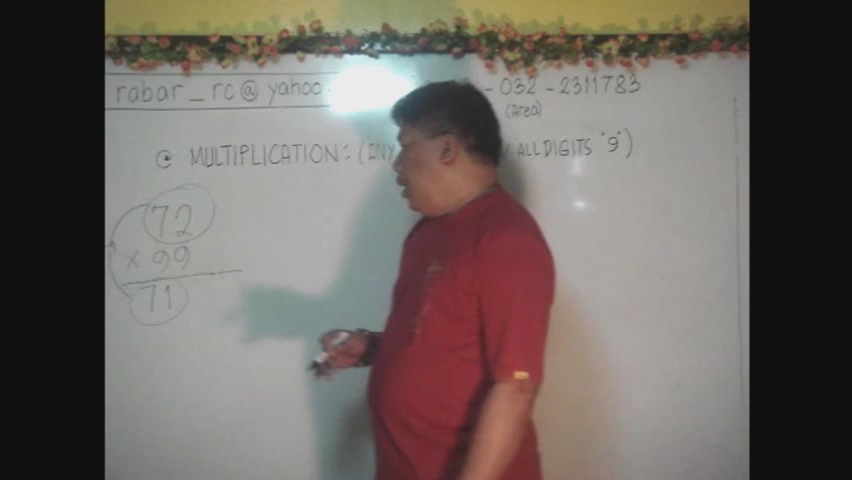 rabar_rc@yahoo - 032 - 2311783
(Area)
MULTIPLICATION: (ANY ALL DIGITS "9")
72
× 99
71